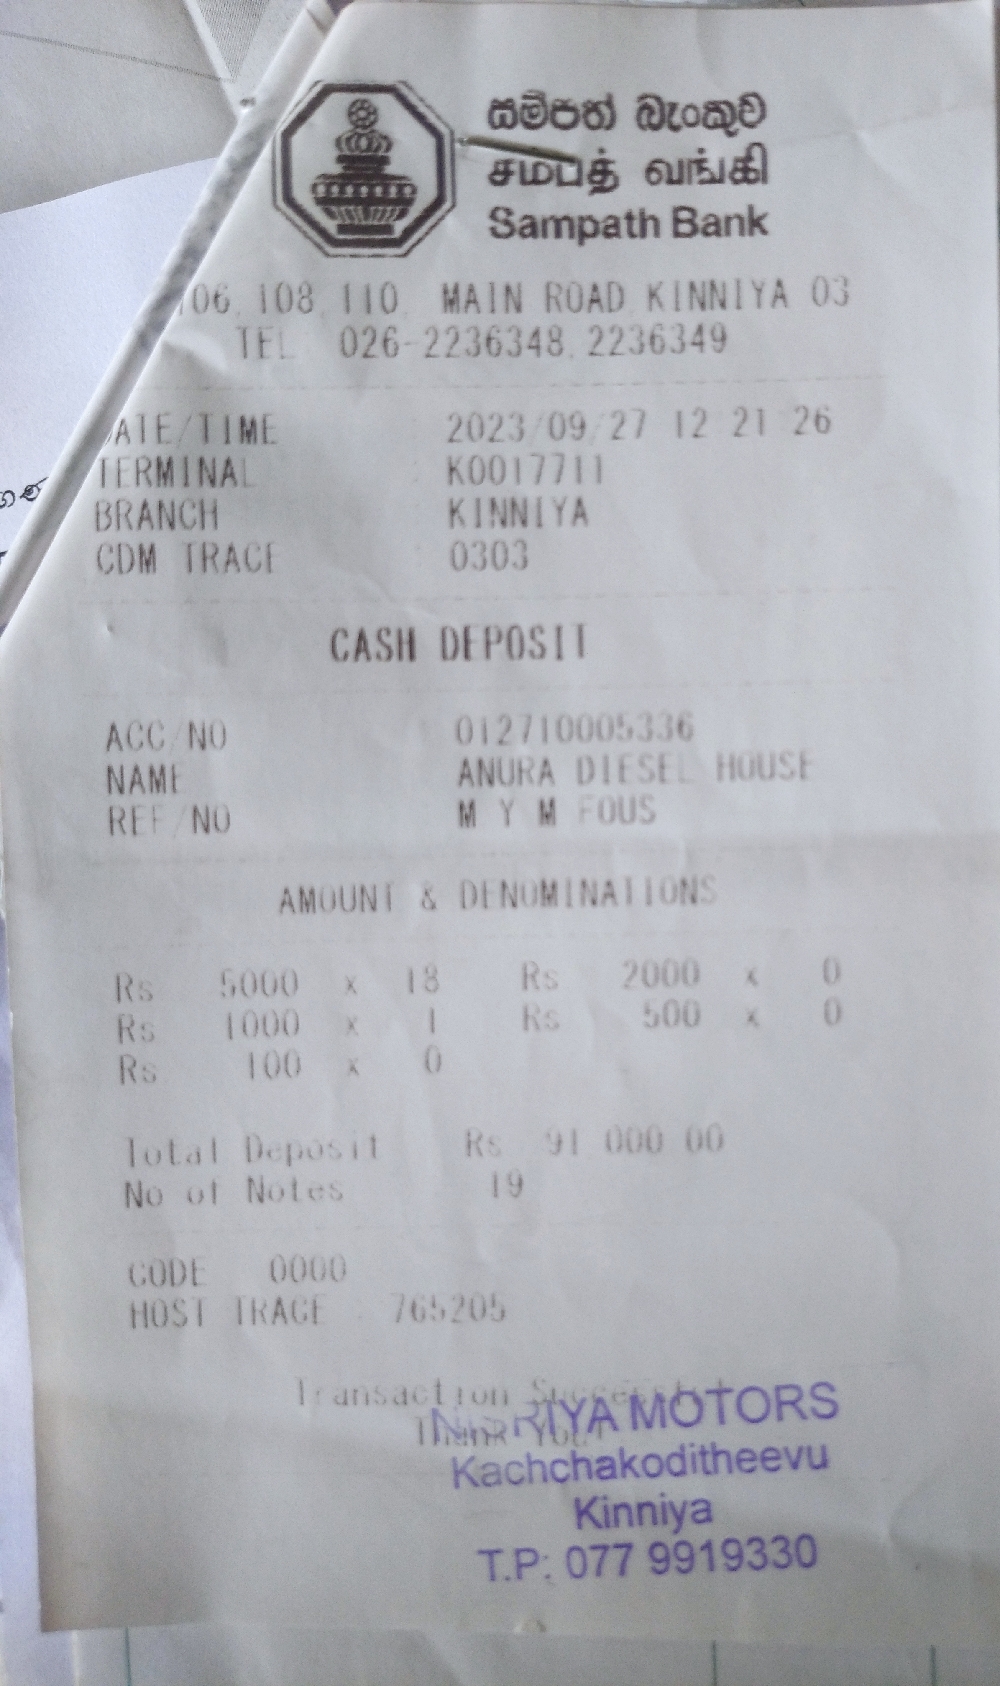 සම්පත් බැංකුව
சம்பத் வங்கி
Sampath Bank
106, 108, 110, MAIN ROAD, KINNIYA 03
TEL 026-2236348, 2236349
DATE/TIME : 2023/09/27 12:21:26
TERMINAL : K0017711
BRANCH : KINNIYA
CDM TRACE : 0303
CASH DEPOSIT
ACC/NO 012710005336
NAME ANURA DIESEL HOUSE
REF/NO M Y M FOUS
AMOUNT & DENOMINATIONS
Rs 5000 x 18 Rs 2000 x 0
Rs 1000 x 1 Rs 500 x 0
Rs 100 x 0
Total Deposit Rs 91,000.00
No of Notes 19
CODE 0000
HOST TRACE : 765205
Transaction
Thank You!
MOTORS
Kachchakoditheevu
Kinniya
T.P: 077 9919330